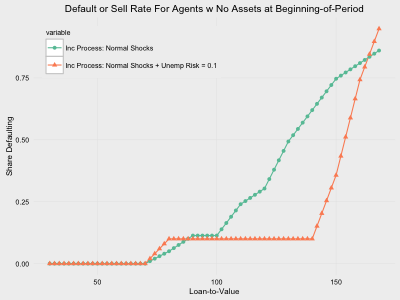 Default or Sell Rate For Agents w No Assets at Beginning-of-Period
variable
Inc Process: Normal Shocks
Inc Process: Normal Shocks + Unemp Risk = 0.1
Share Defaulting
0.75
0.50
0.25
0.00
50
100
150
Loan-to-Value